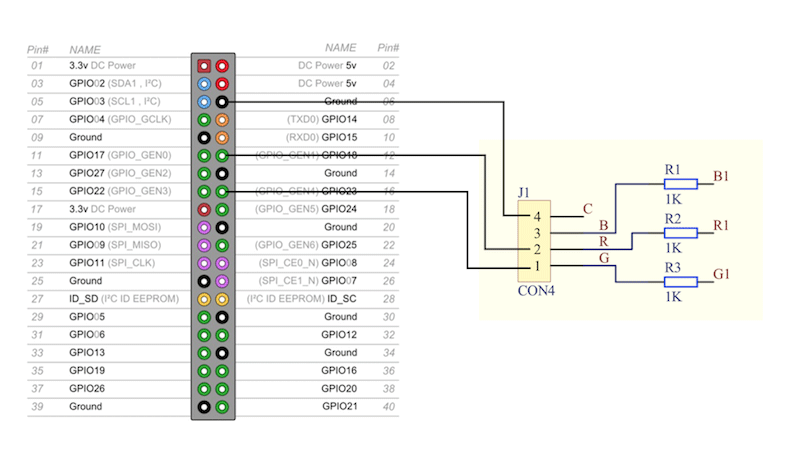 Pin# NAME NAME Pin#
01 3.3v DC Power DC Power 5v 02
03 GPIO02 (SDA1 , I²C) DC Power 5v 04
05 GPIO03 (SCL1 , I²C) Ground 06
07 GPIO04 (GPIO_GCLK) (TXD0) GPIO14 08
09 Ground (RXD0) GPIO15 10
11 GPIO17 (GPIO_GEN0) (GPIO_GEN1) GPIO18 12
13 GPIO27 (GPIO_GEN2) Ground 14
15 GPIO22 (GPIO_GEN3) (GPIO_GEN4) GPIO23 16
17 3.3v DC Power (GPIO_GEN5) GPIO24 18
19 GPIO10 (SPI_MOSI) Ground 20
21 GPIO09 (SPI_MISO) (GPIO_GEN6) GPIO25 22
23 GPIO11 (SPI_CLK) (SPI_CE0_N) GPIO08 24
25 Ground (SPI_CE1_N) GPIO07 26
27 ID_SD (I²C ID EEPROM) (I²C ID EEPROM) ID_SC 28
29 GPIO05 Ground 30
31 GPIO06 GPIO12 32
33 GPIO13 Ground 34
35 GPIO19 GPIO16 36
37 GPIO26 GPIO20 38
39 Ground GPIO21 40
J1
4 C
3 B
2 R
1 G
CON4
R1 B1
1K
R2 R1
1K
R3 G1
1K